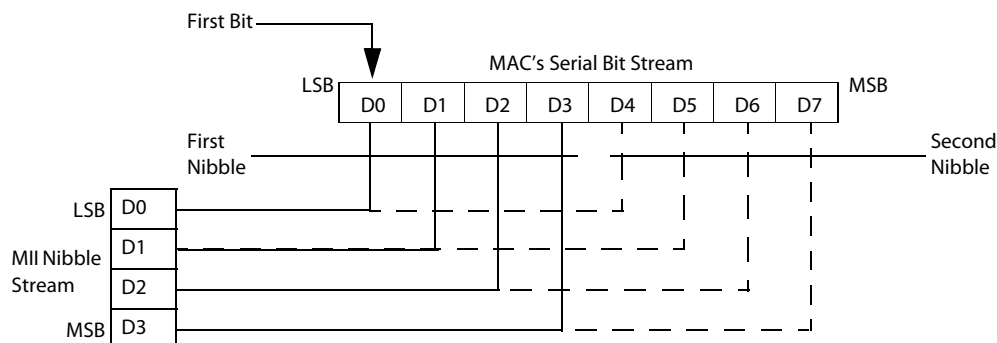 First Bit
MAC's Serial Bit Stream
LSB
MSB
D0 D1 D2 D3 D4 D5 D6 D7
First
Nibble
Second
Nibble
LSB
D0
D1
MII Nibble
Stream
D2
MSB
D3